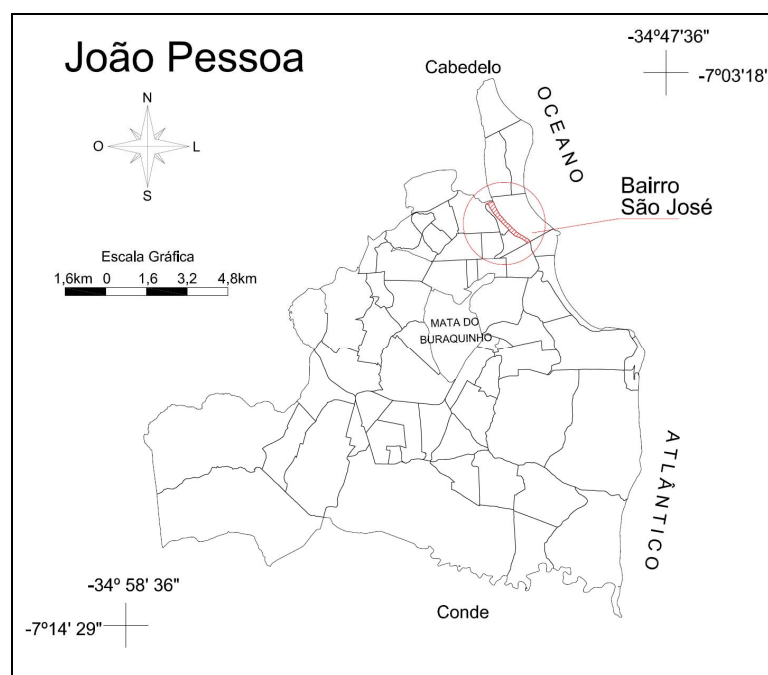 João Pessoa
-34º47'36"
-7º03'18"
Cabedelo
OCEANO
N
O
L
S
Bairro
São José
Escala Gráfica
1,6km 0 1,6 3,2 4,8km
MATA DO
BURAQUINHO
ATLÂNTICO
-34º 58' 36"
-7º14' 29"
Conde